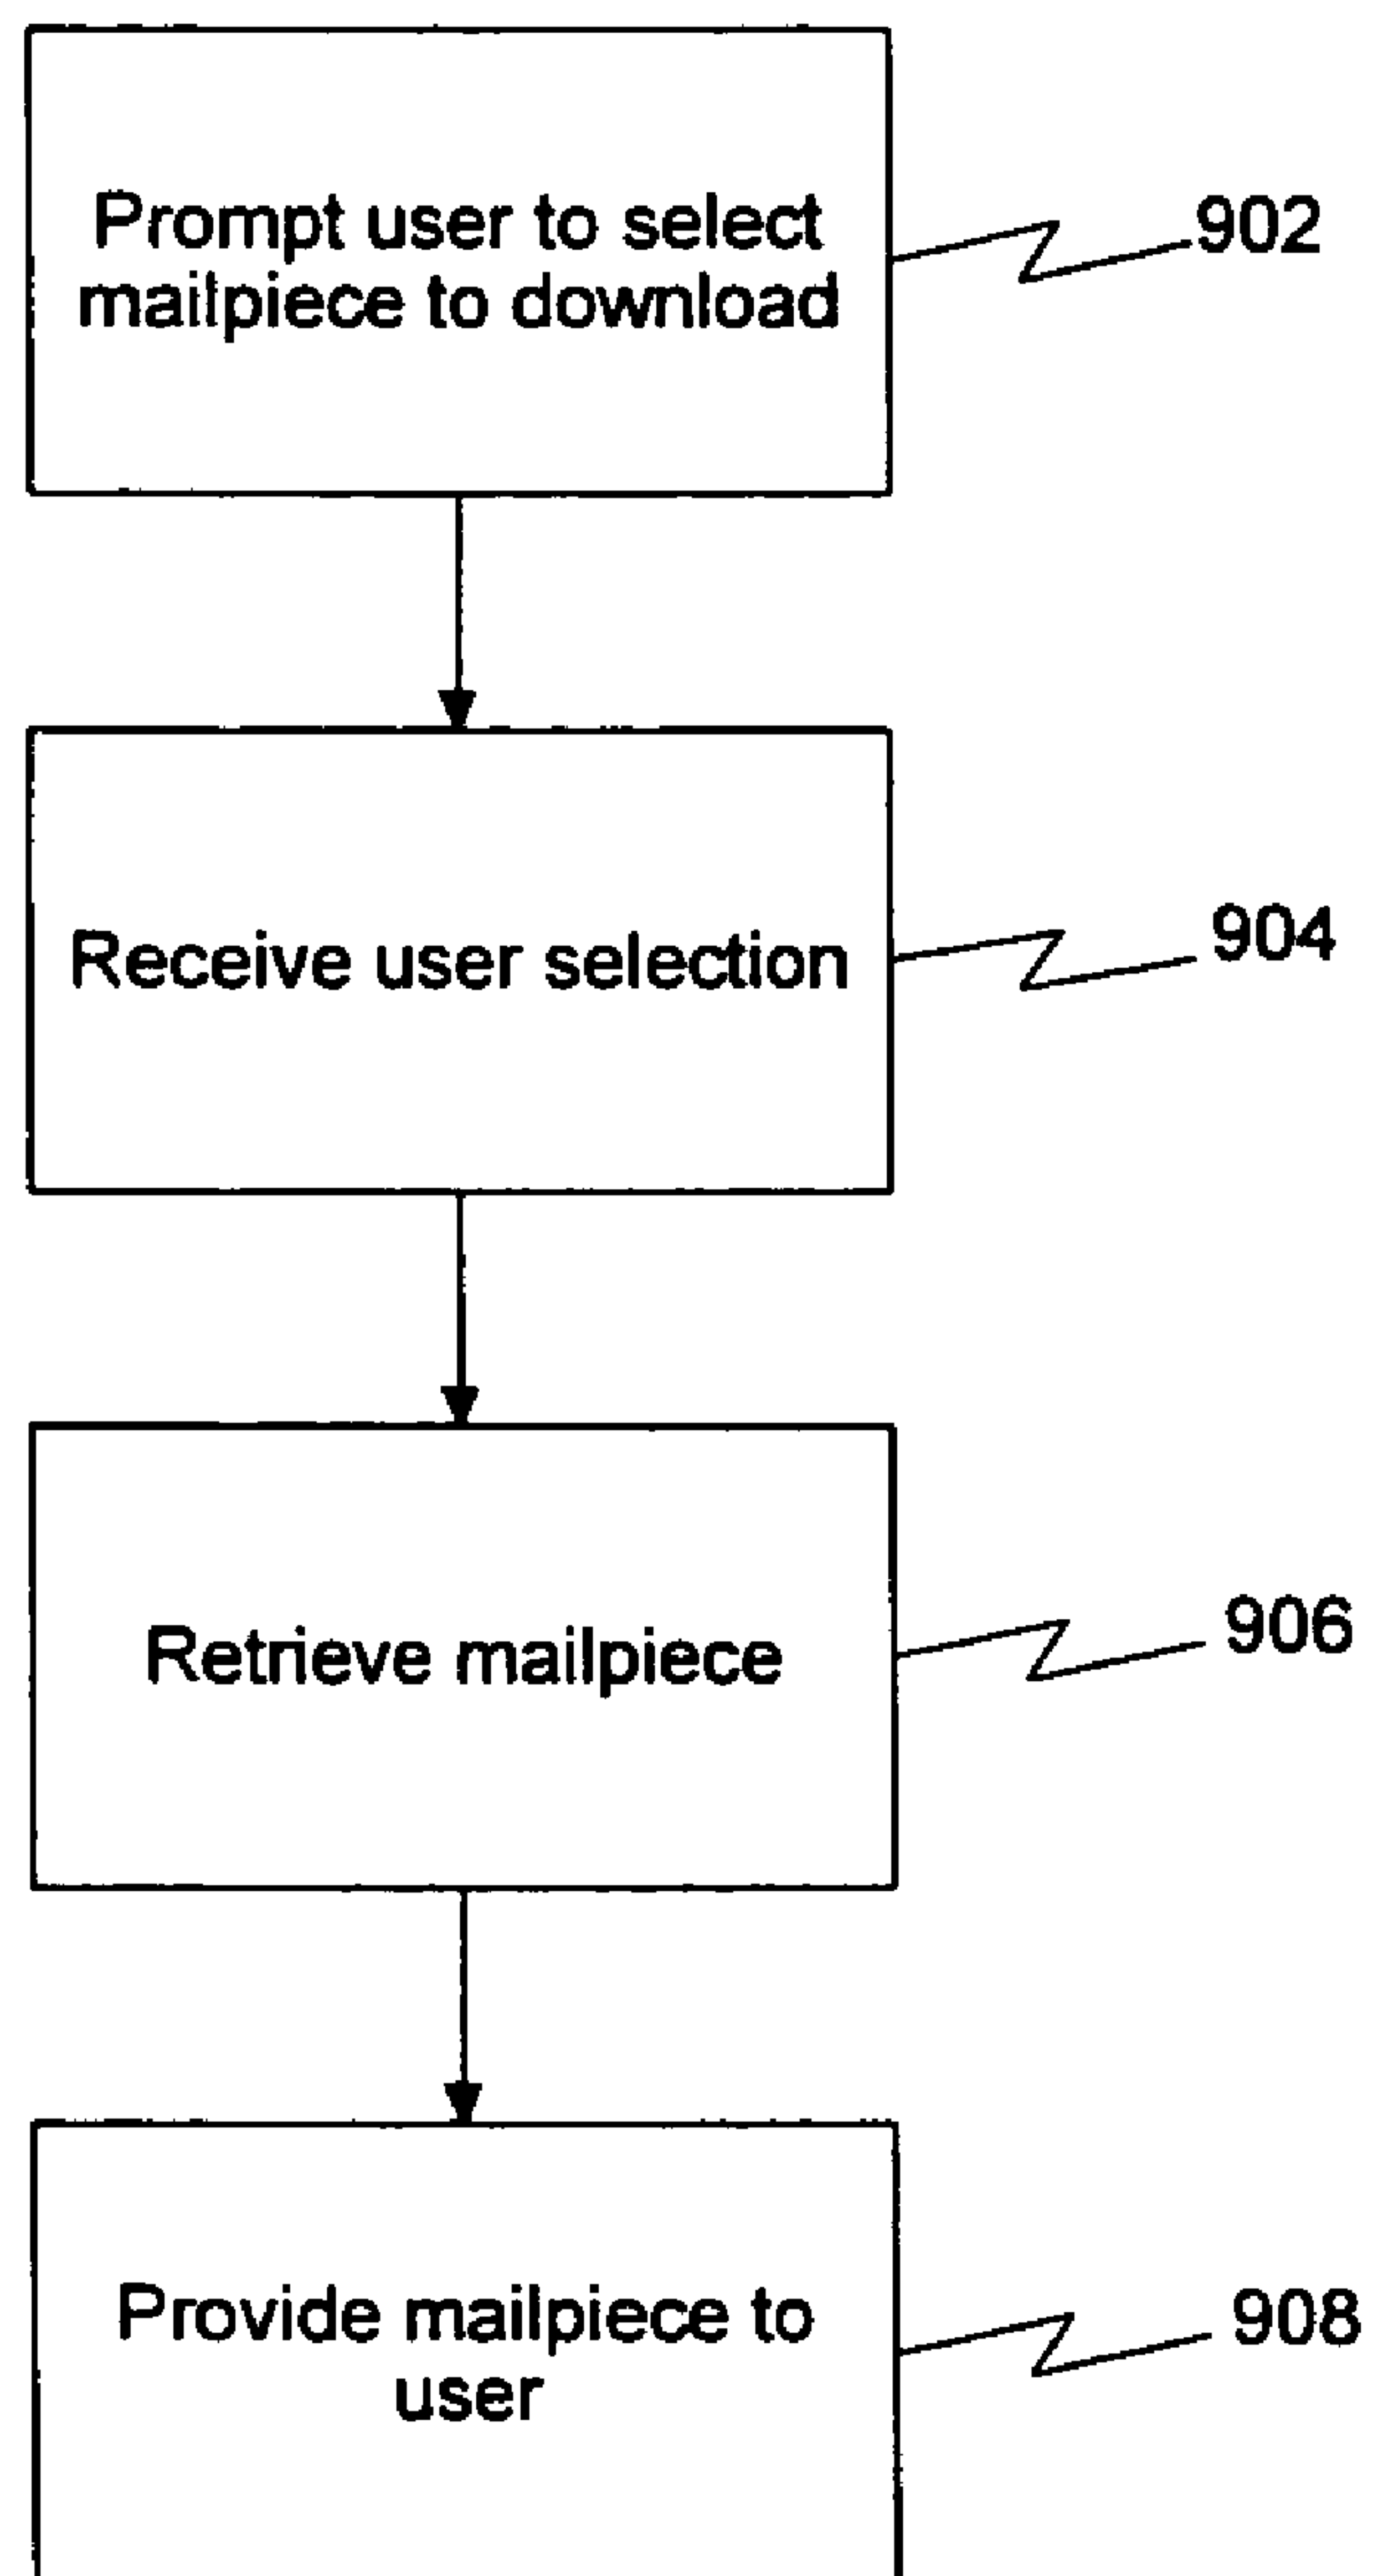 Prompt user to select
mailpiece to download
902
Receive user selection
904
Retrieve mailpiece
906
Provide mailpiece to
user
908